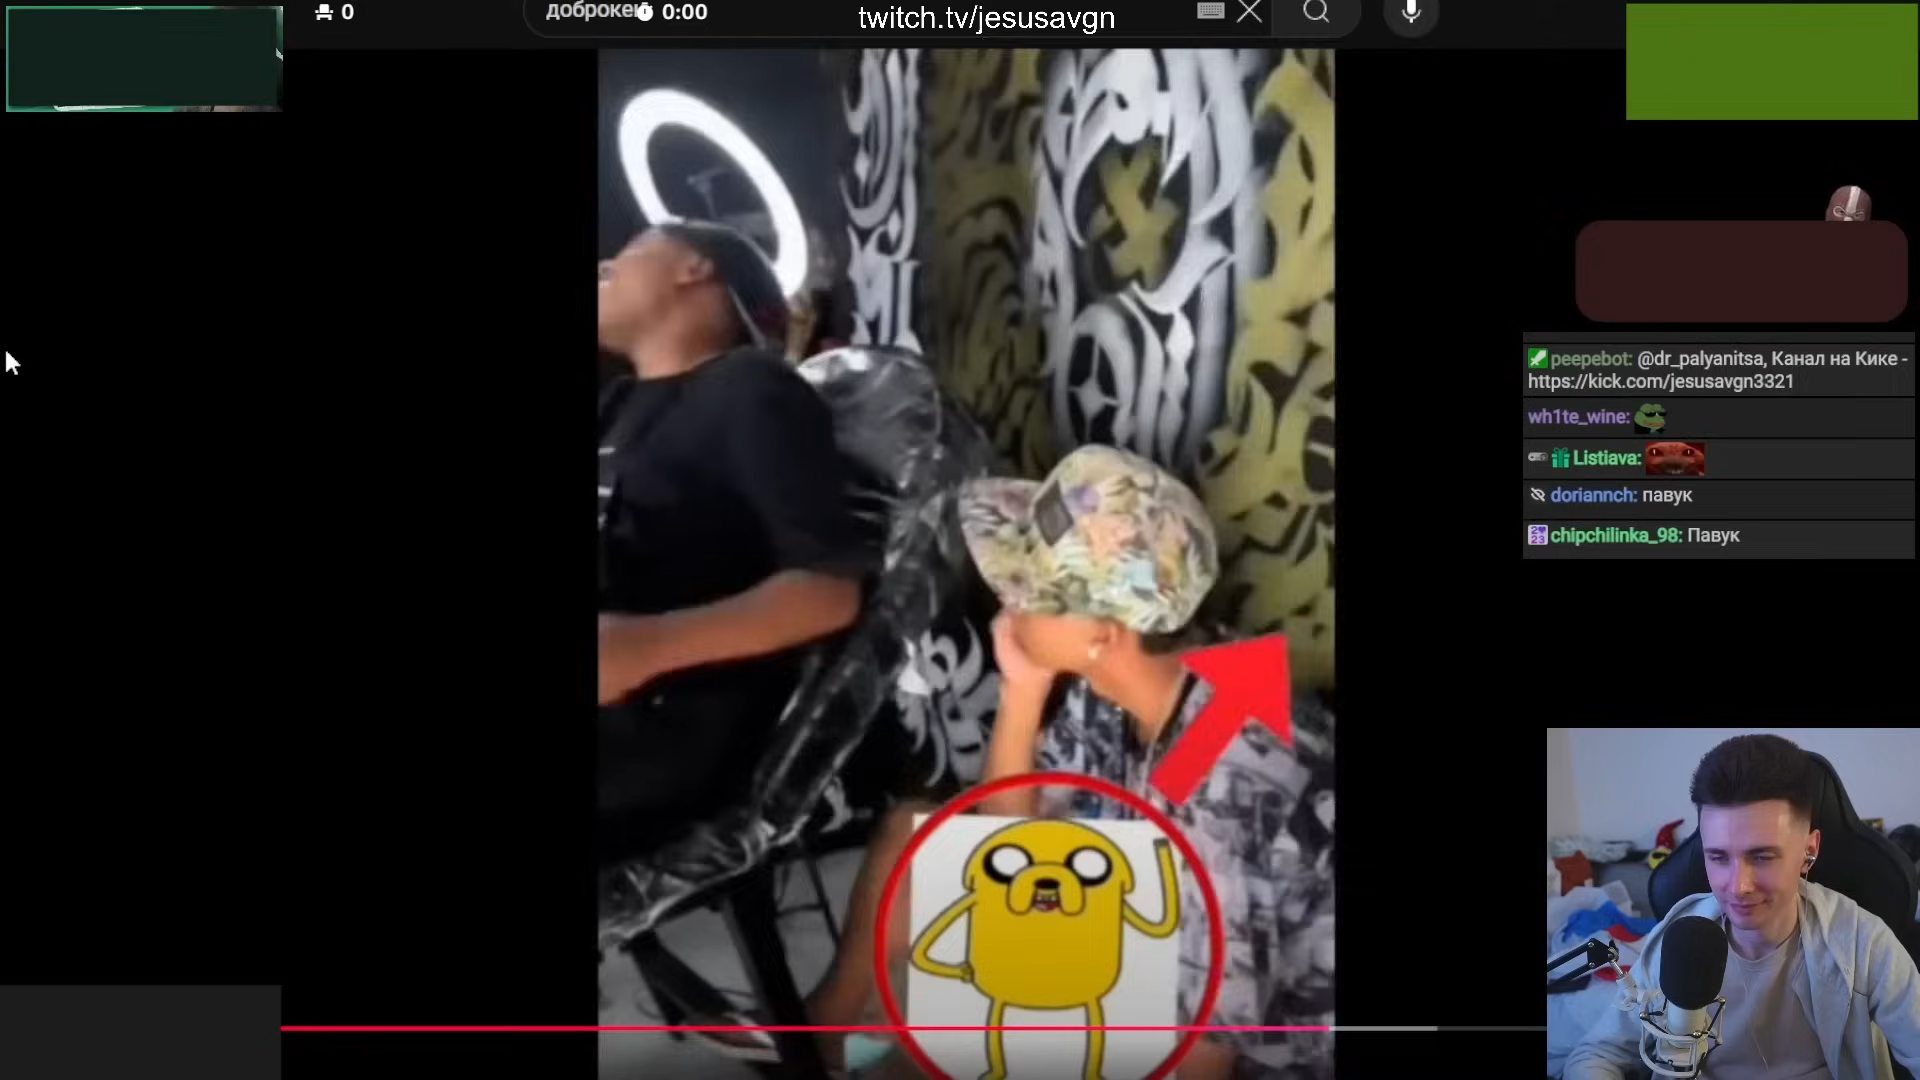 0
доброкен
0:00
twitch.tv/jesusavgn
peepebot: @dr_palyanitsa, Канал на Кике -
https://kick.com/jesusavgn3321
wh1te_wine:
Listiava:
doriannch: павук
chipchilinka_98: Павук